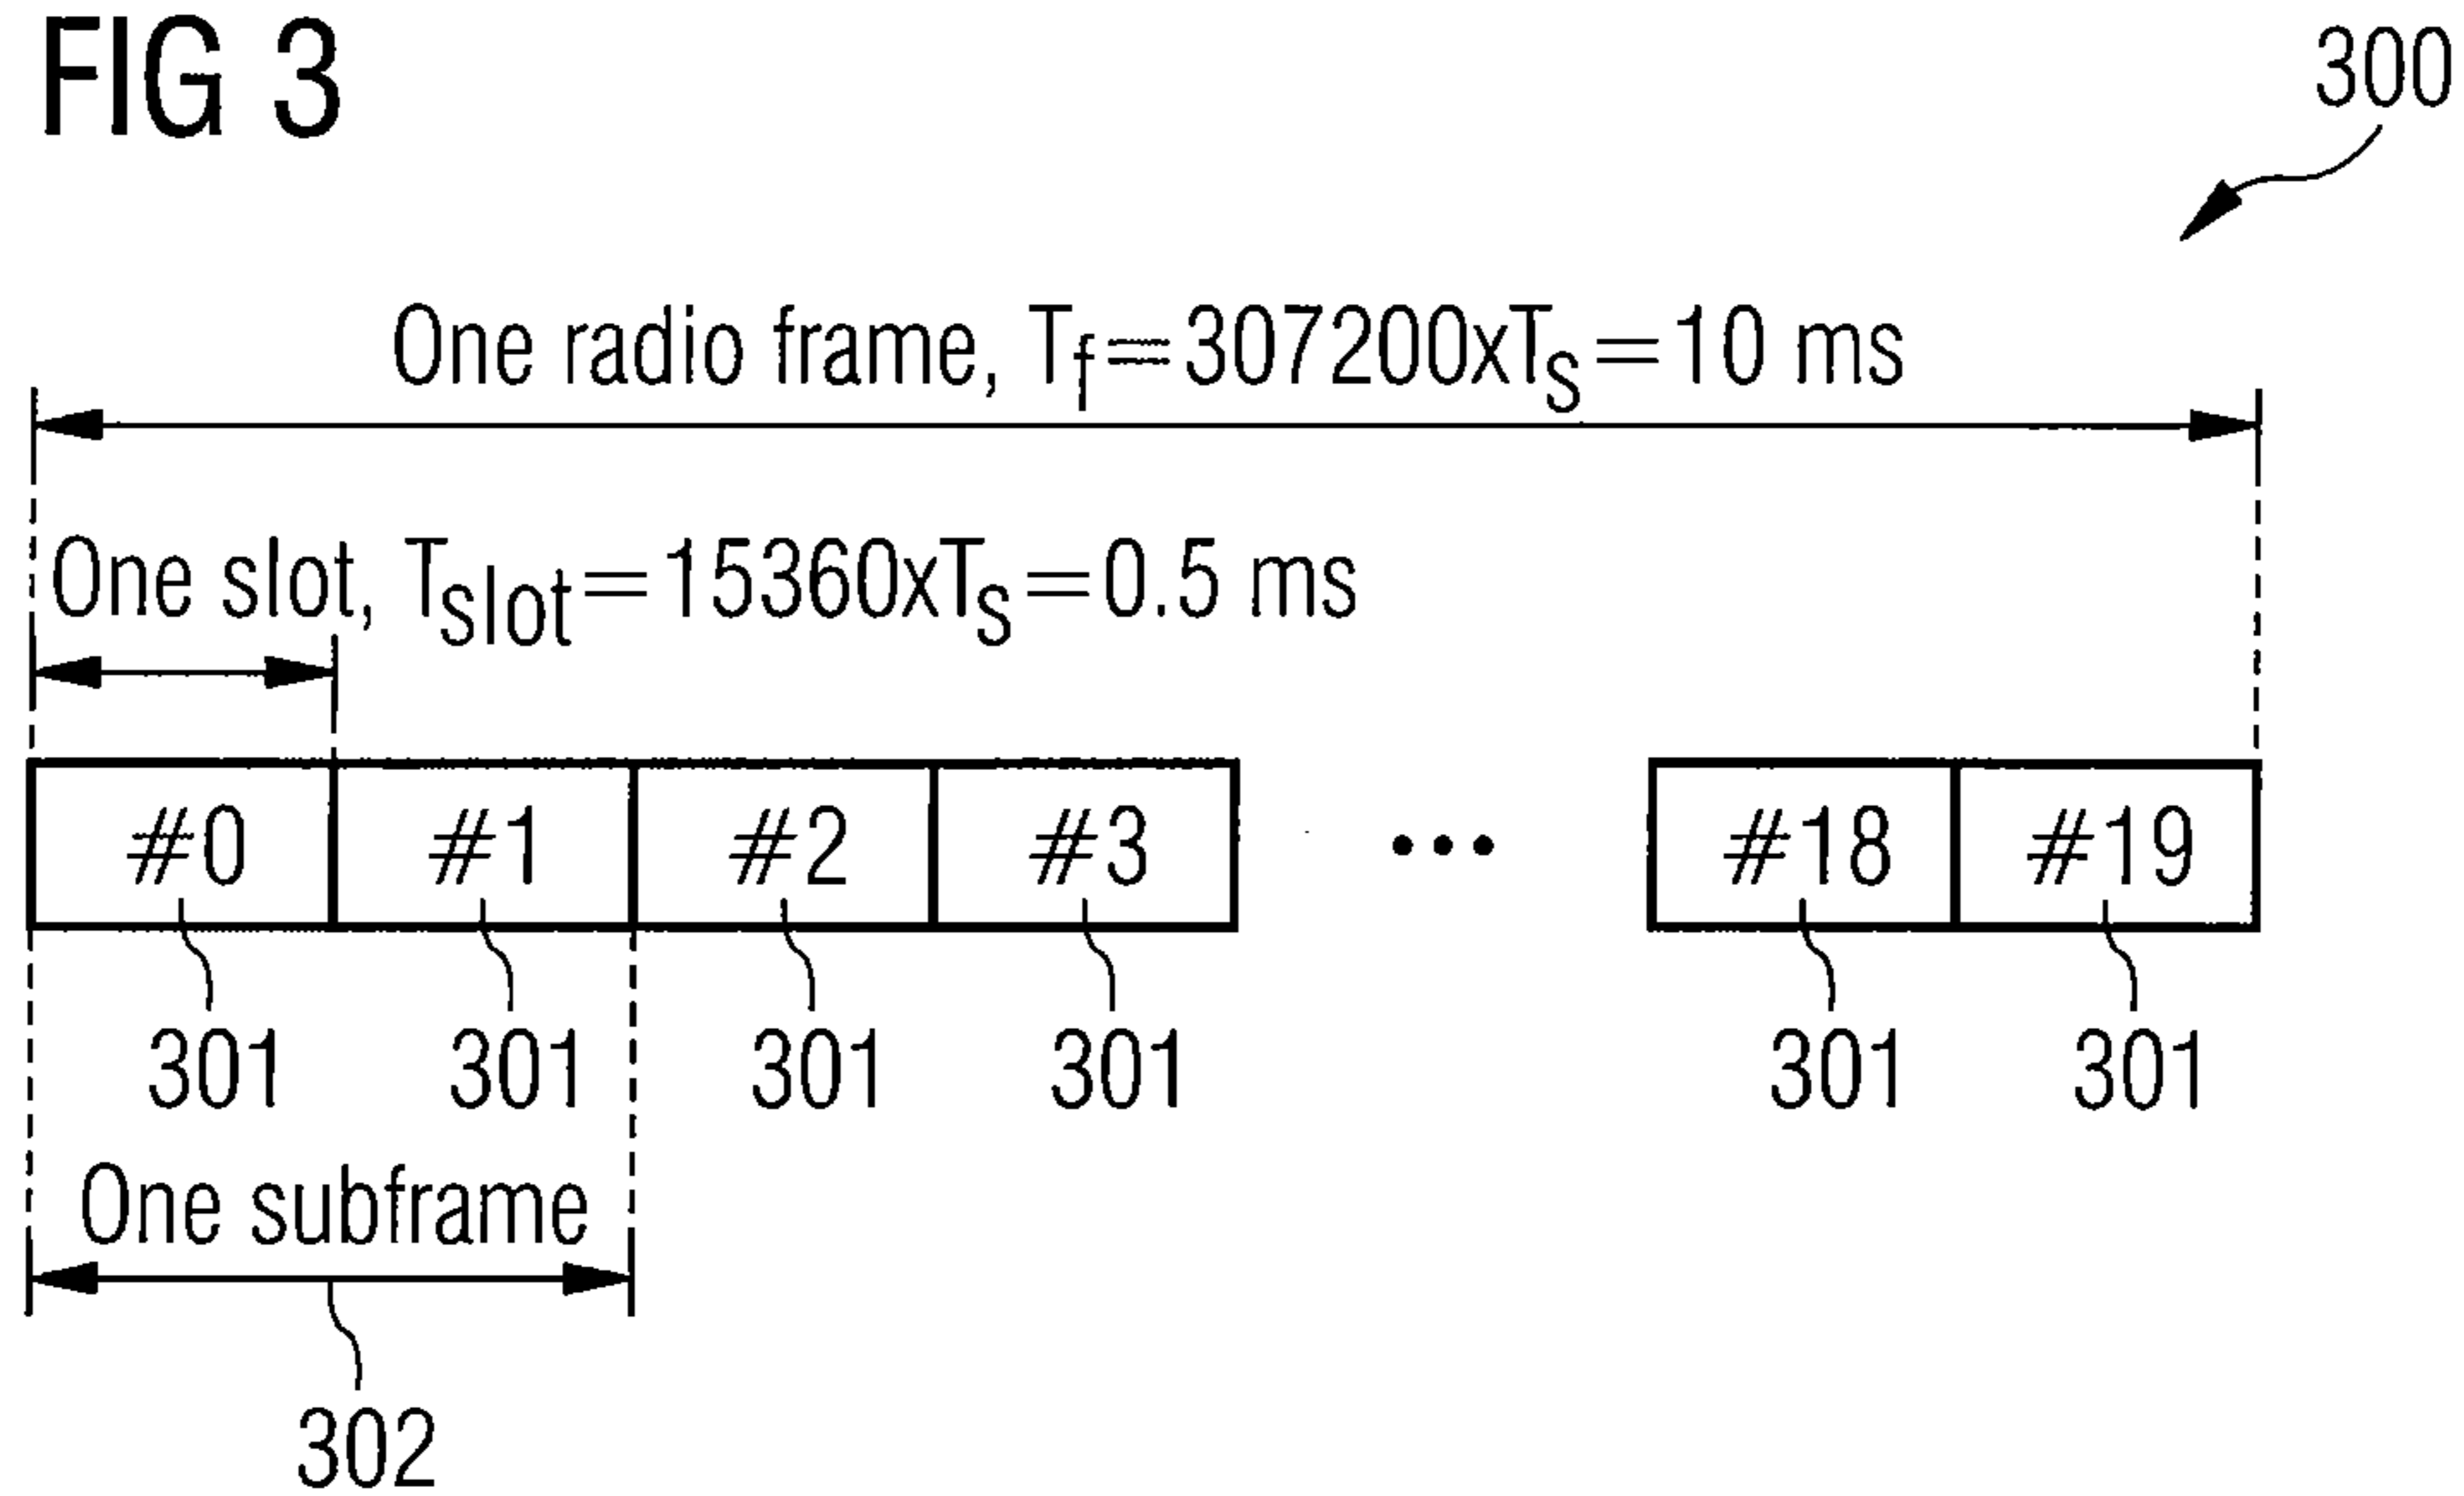 FIG 3
300
One radio frame, Tf=307200xTs=10 ms
One slot, Tslot=15360xTs=0.5 ms
#0 #1 #2 #3 ... #18 #19
301 301 301 301 301 301
One subframe
302